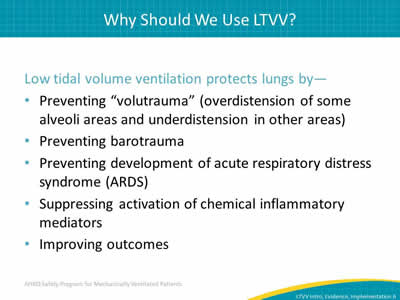 Why Should We Use LTVV?
Low tidal volume ventilation protects lungs by—
• Preventing “volutrauma” (overdistension of some
alveoli areas and underdistension in other areas)
• Preventing barotrauma
• Preventing development of acute respiratory distress
syndrome (ARDS)
• Suppressing activation of chemical inflammatory
mediators
• Improving outcomes
AHRQ Safety Program for Mechanically Ventilated Patients
LTVV Intro, Evidence, Implementation 6